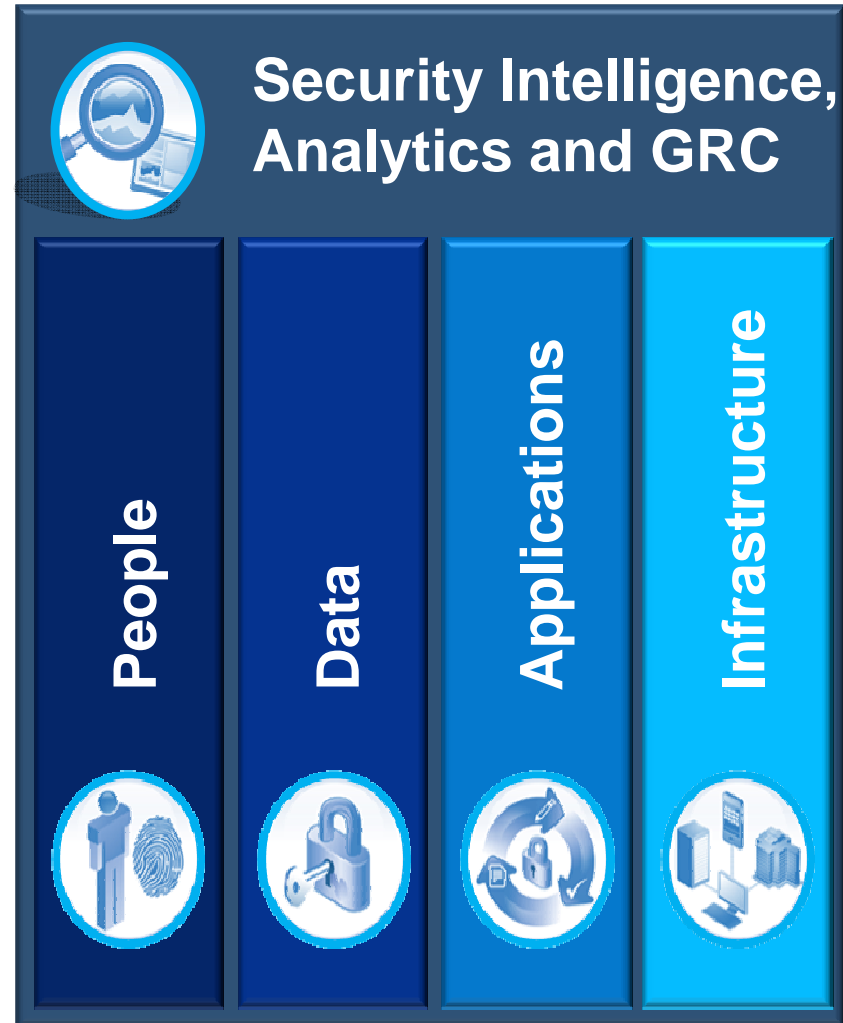 Security Intelligence,
Analytics and GRC
People
Data
Applications
Infrastructure